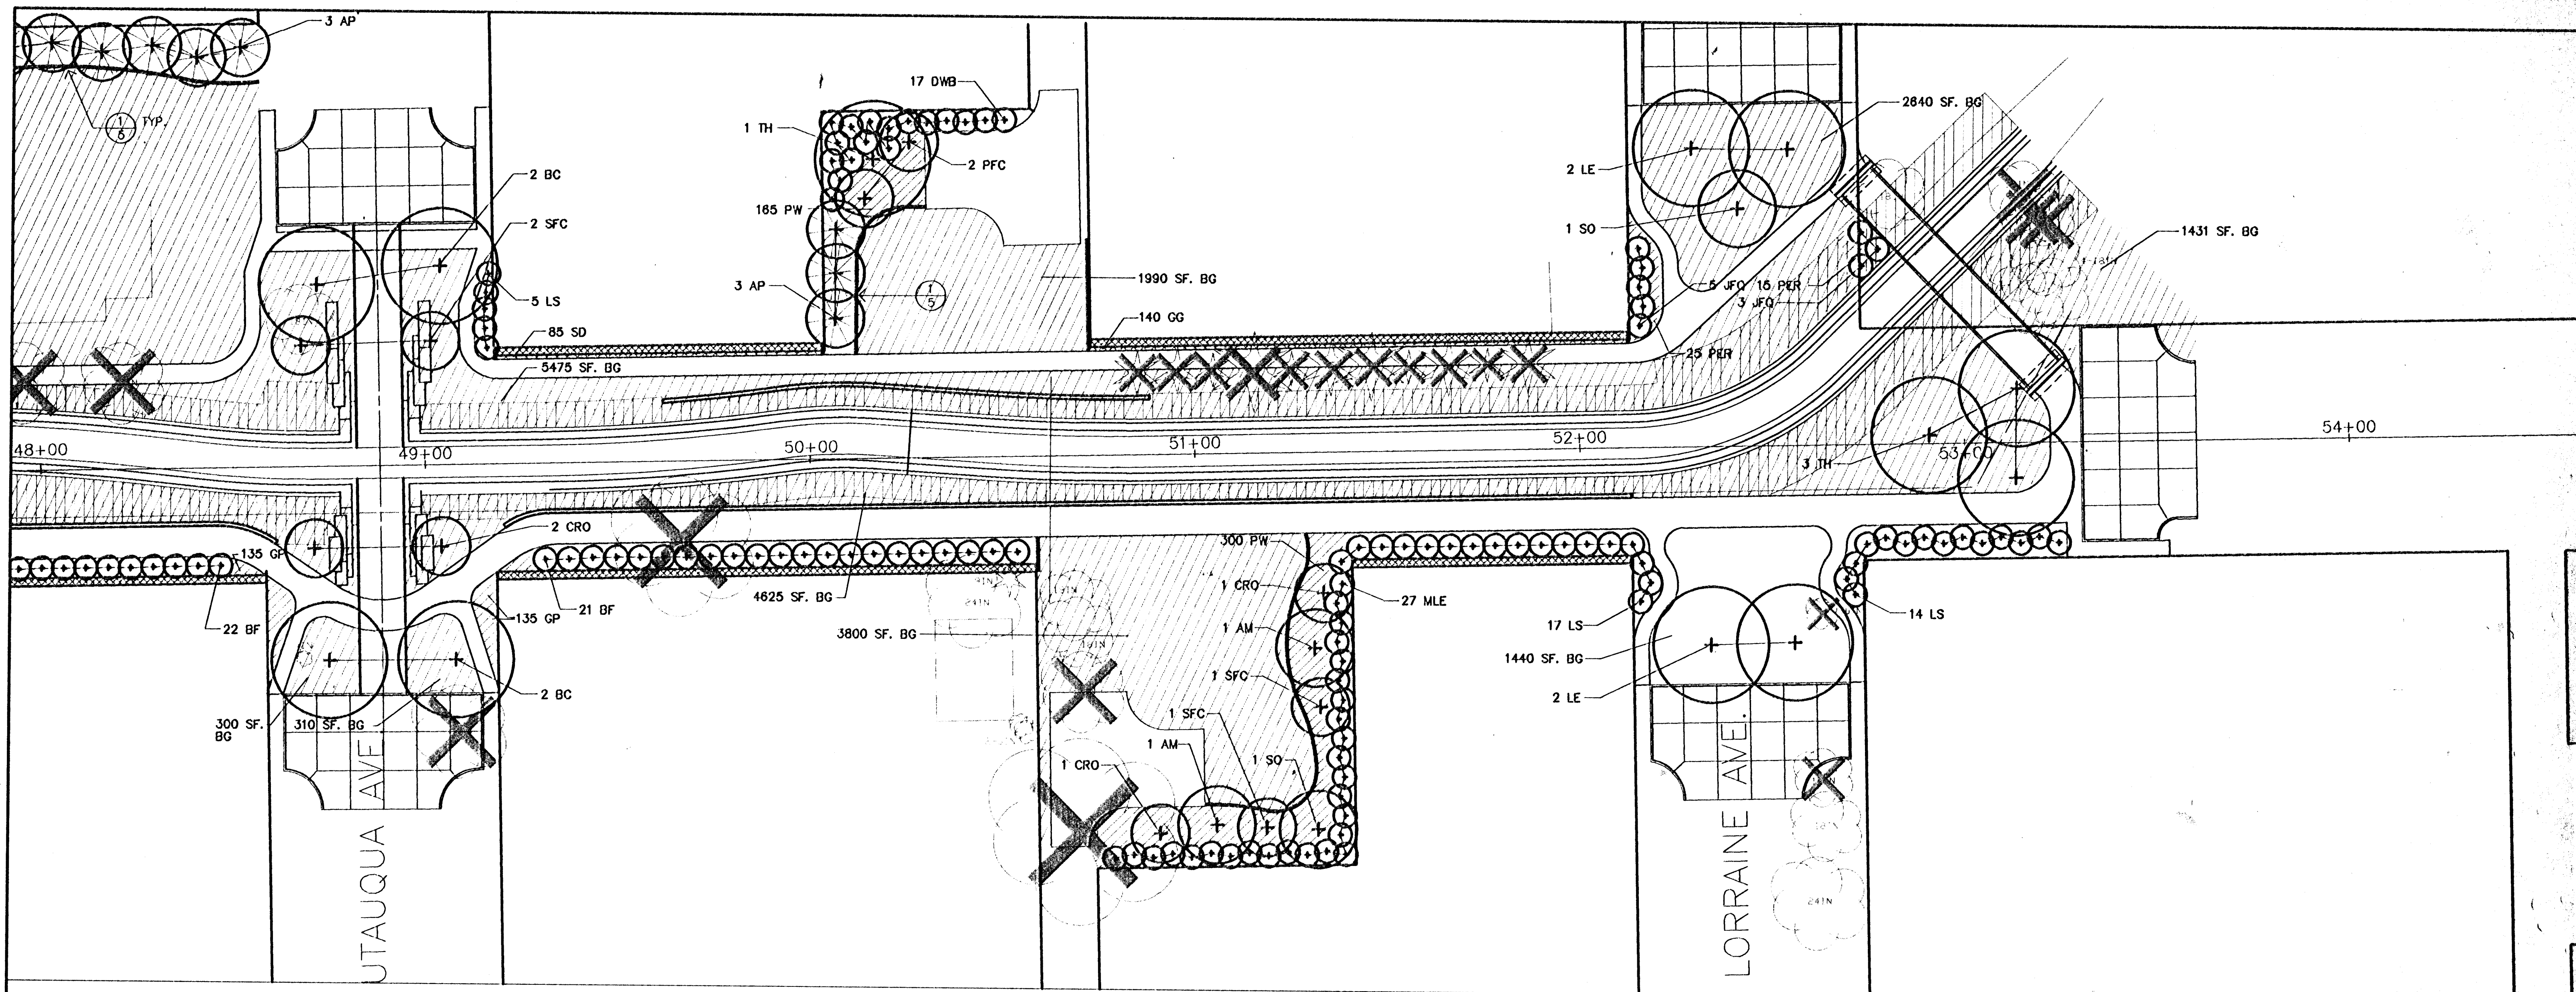 3 AP
1
6
TYP.
17 DWB
1 TH
2 PFC
165 PW
2640 SF. BG
2 LE
1 SO
2 BC
2 SFC
1431 SF. BG
5 LS
3 AP
1
5
1990 SF. BG
5 JFQ
15 PER
3 JFQ
85 SD
140 GG
25 PER
5475 SF. BG
48+00
49+00
50+00
51+00
52+00
53+00
54+00
3 TH
2 CRO
135 GP
300 PW
1 CRO
27 MLE
21 BF
4625 SF. BG
22 BF
135 GP
3800 SF. BG
1 AM
17 LS
14 LS
1440 SF. BG
1 SFC
2 LE
2 BC
300 SF.
BG
310 SF. BG
1 SFC
1 AM
1 CRO
1 SO
24IN
24IN
UTAUQUA AVE.
LORRAINE AVE.